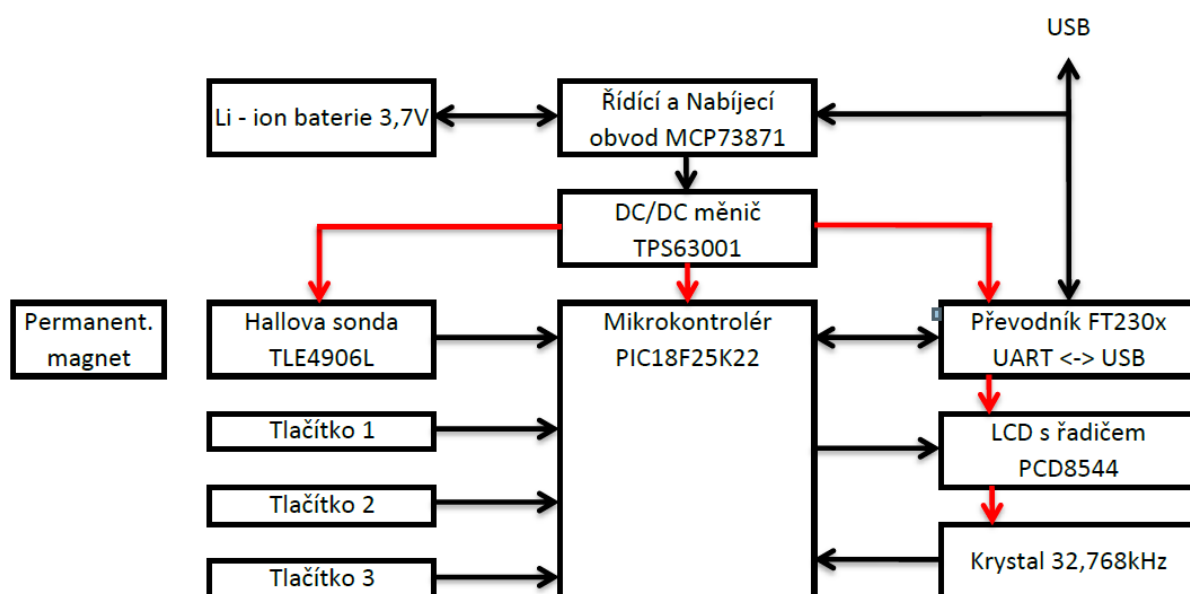 USB
Li - ion baterie 3,7V
Řídící a Nabíjecí
obvod MCP73871
DC/DC měnič
TPS63001
Permanent.
magnet
Hallova sonda
TLE4906L
Mikrokontrolér
PIC18F25K22
Převodník FT230x
UART <-> USB
Tlačítko 1
LCD s řadičem
PCD8544
Tlačítko 2
Krystal 32,768kHz
Tlačítko 3